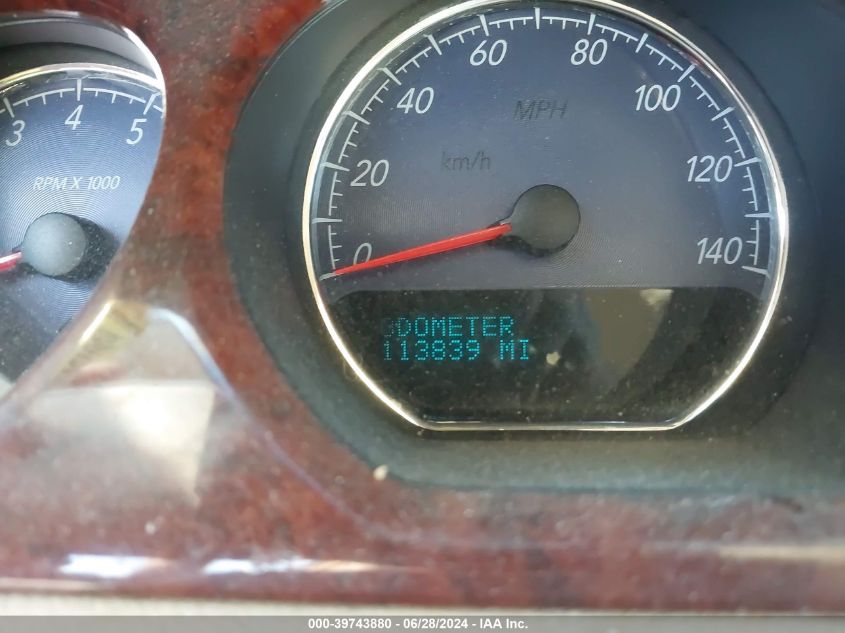 3 4 5
RPM X 1000
0 20 40 60 80 100 120 140
MPH
km/h
ODOMETER
113839 MI
000-39743880 - 06/28/2024 - IAA Inc.